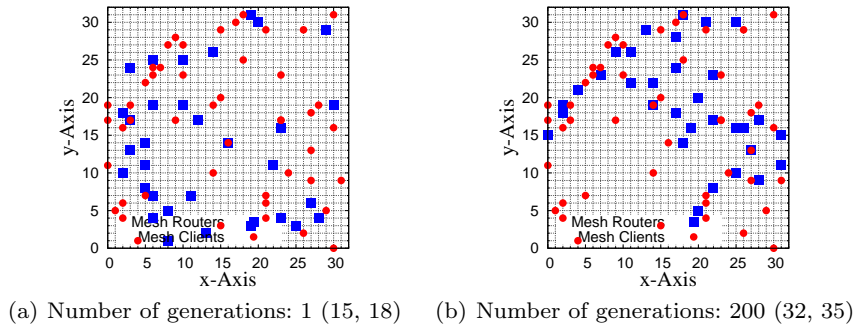 30
25
20
15
10
5
0
y-Axis
Mesh Routers
Mesh Clients
0 5 10 15 20 25 30
x-Axis
(a) Number of generations: 1 (15, 18)
30
25
20
15
10
5
0
y-Axis
Mesh Routers
Mesh Clients
0 5 10 15 20 25 30
x-Axis
(b) Number of generations: 200 (32, 35)